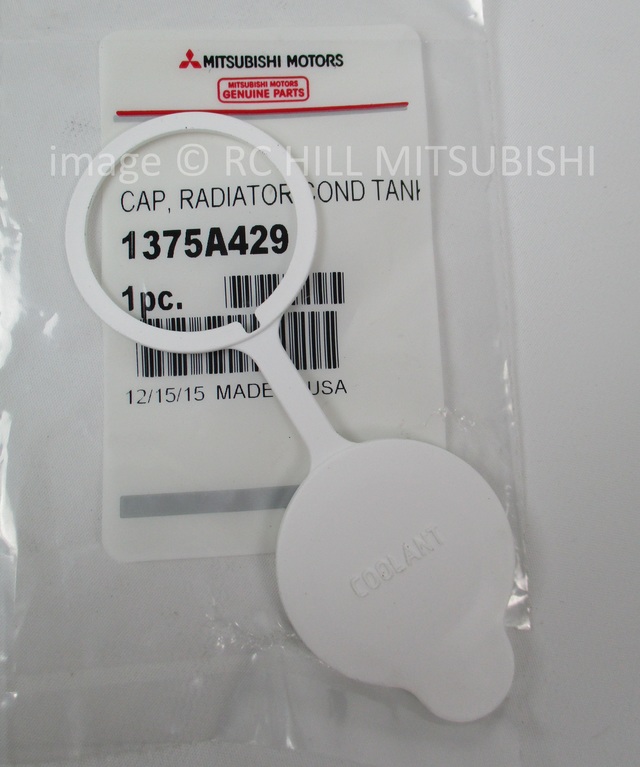 MITSUBISHI MOTORS
MITSUBISHI MOTORS
GENUINE PARTS
image © RC HILL MITSUBISHI
CAP, RADIATOR COND TANK
1375A429
1pc.
12/15/15 MADE USA
COOLANT